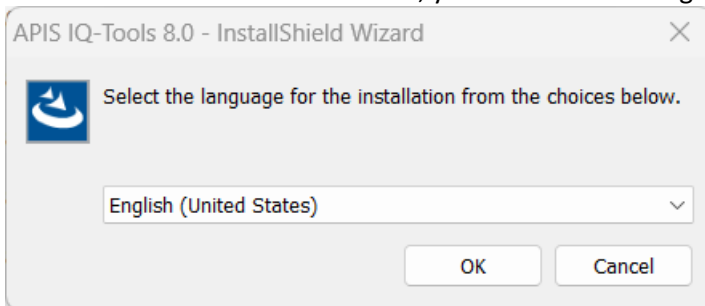 APIS IQ-Tools 8.0 - InstallShield Wizard
Select the language for the installation from the choices below.
English (United States)
OK Cancel